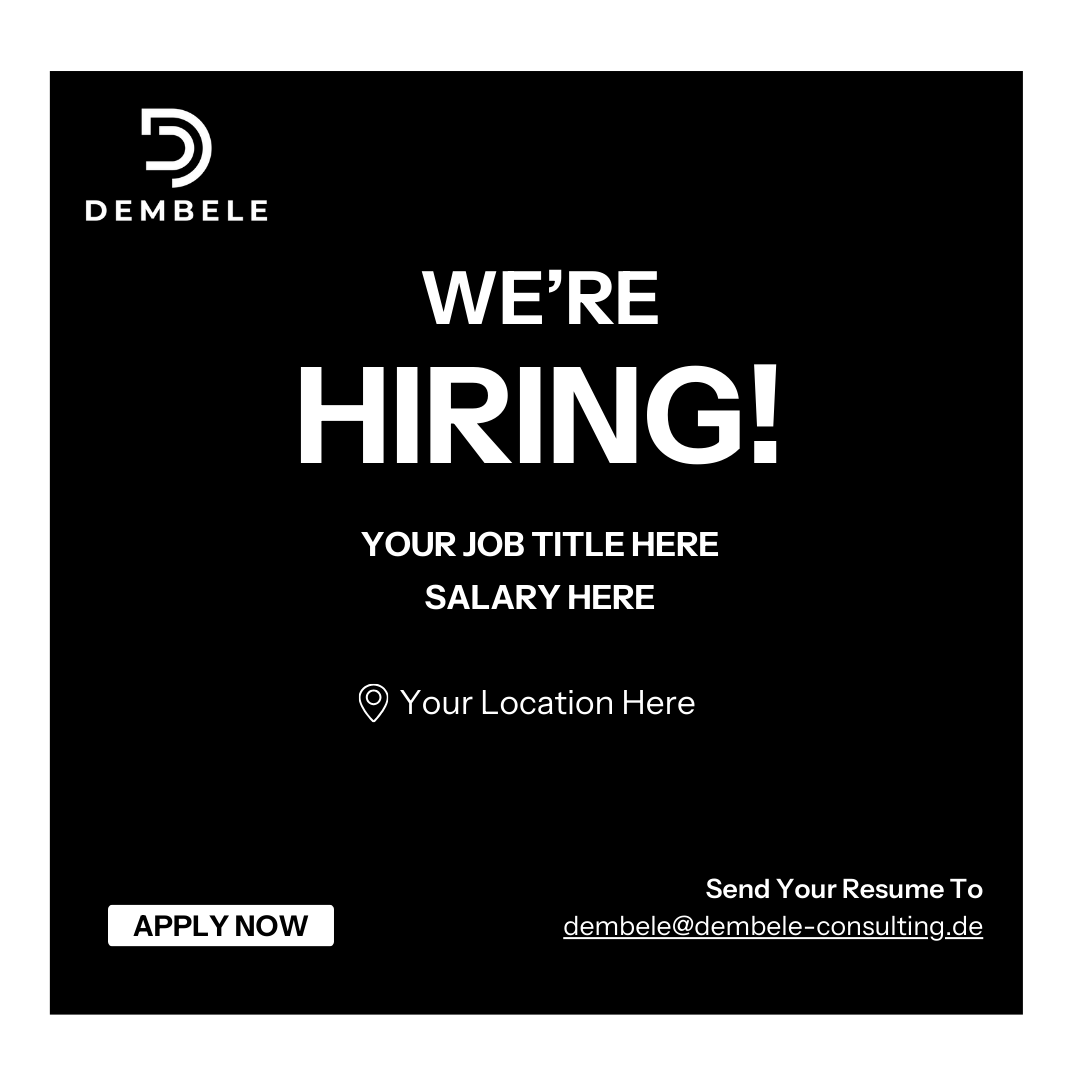 DEMBELE
WE’RE
HIRING!
YOUR JOB TITLE HERE
SALARY HERE
Your Location Here
Send Your Resume To
APPLY NOW
dembele@dembele-consulting.de